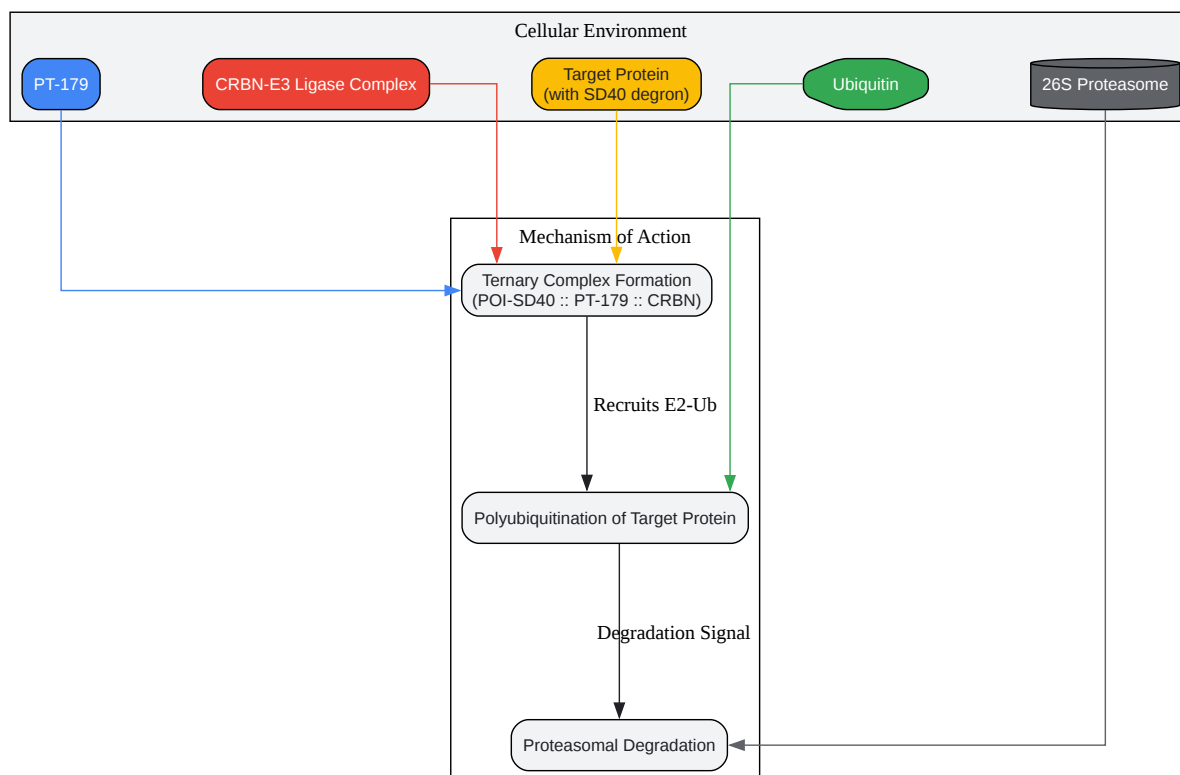 Cellular Environment
PT-179
CRBN-E3 Ligase Complex
Target Protein
(with SD40 degron)
Ubiquitin
26S Proteasome
Mechanism of Action
Ternary Complex Formation
(POI-SD40 :: PT-179 :: CRBN)
Recruits E2-Ub
Polyubiquitination of Target Protein
Degradation Signal
Proteasomal Degradation